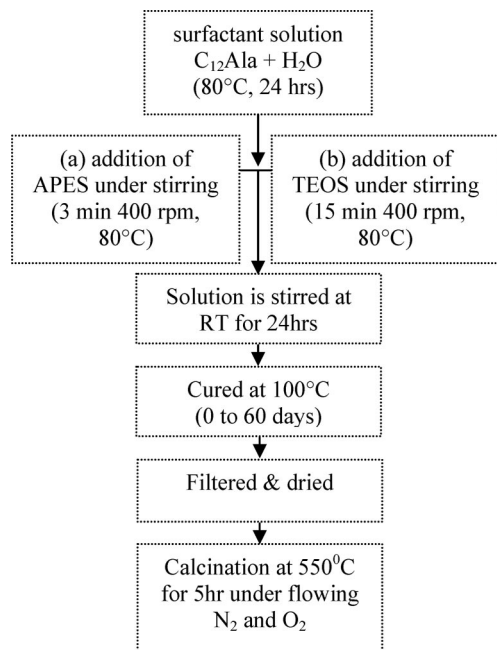 surfactant solution
C₁₂Ala + H₂O
(80°C, 24 hrs)
(a) addition of
APES under stirring
(3 min 400 rpm,
80°C)
(b) addition of
TEOS under stirring
(15 min 400 rpm,
80°C)
Solution is stirred at
RT for 24hrs
Cured at 100°C
(0 to 60 days)
Filtered & dried
Calcination at 550⁰C
for 5hr under flowing
N₂ and O₂